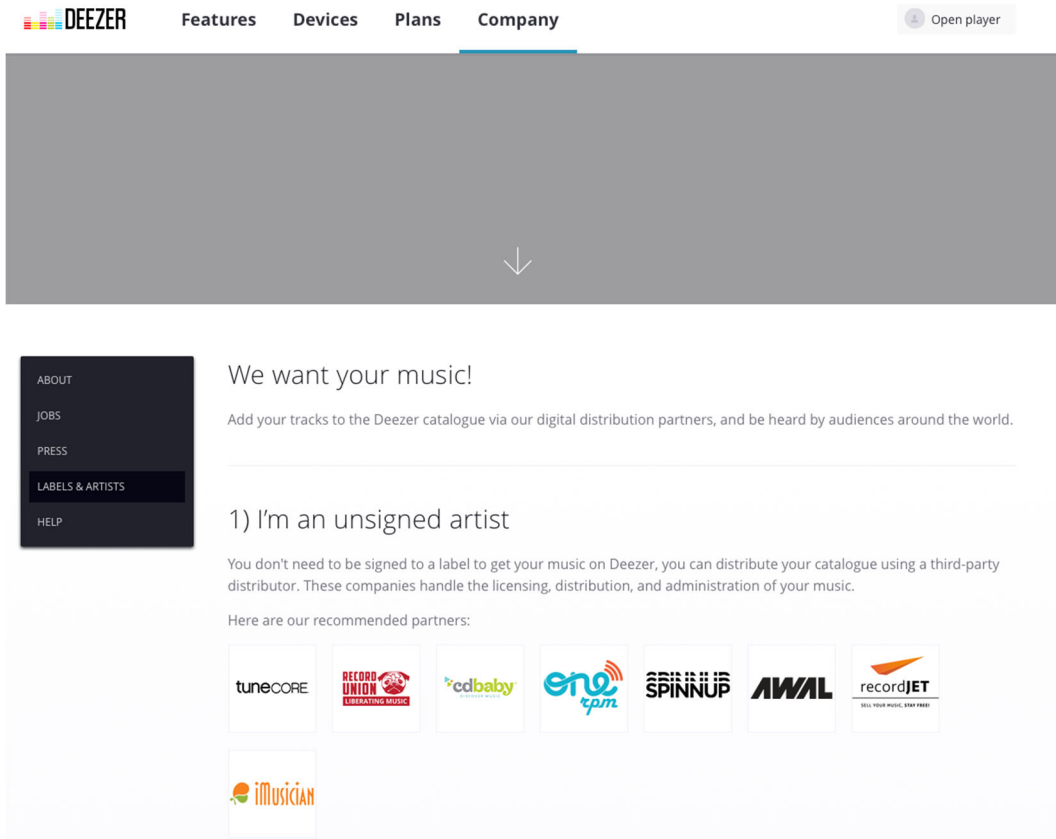 DEEZER
Features
Devices
Plans
Company
Open player
ABOUT
JOBS
PRESS
LABELS & ARTISTS
HELP
We want your music!
Add your tracks to the Deezer catalogue via our digital distribution partners, and be heard by audiences around the world.
1) I'm an unsigned artist
You don't need to be signed to a label to get your music on Deezer, you can distribute your catalogue using a third-party
distributor. These companies handle the licensing, distribution, and administration of your music.
Here are our recommended partners:
tunecore
RECORD
UNION
LIBERATING MUSIC
cdbaby
DISCOVER MUSIC
one
rpm
SPINNUP
AWAL
recordJET
SELL YOUR MUSIC, STAY FREE!
iMusician